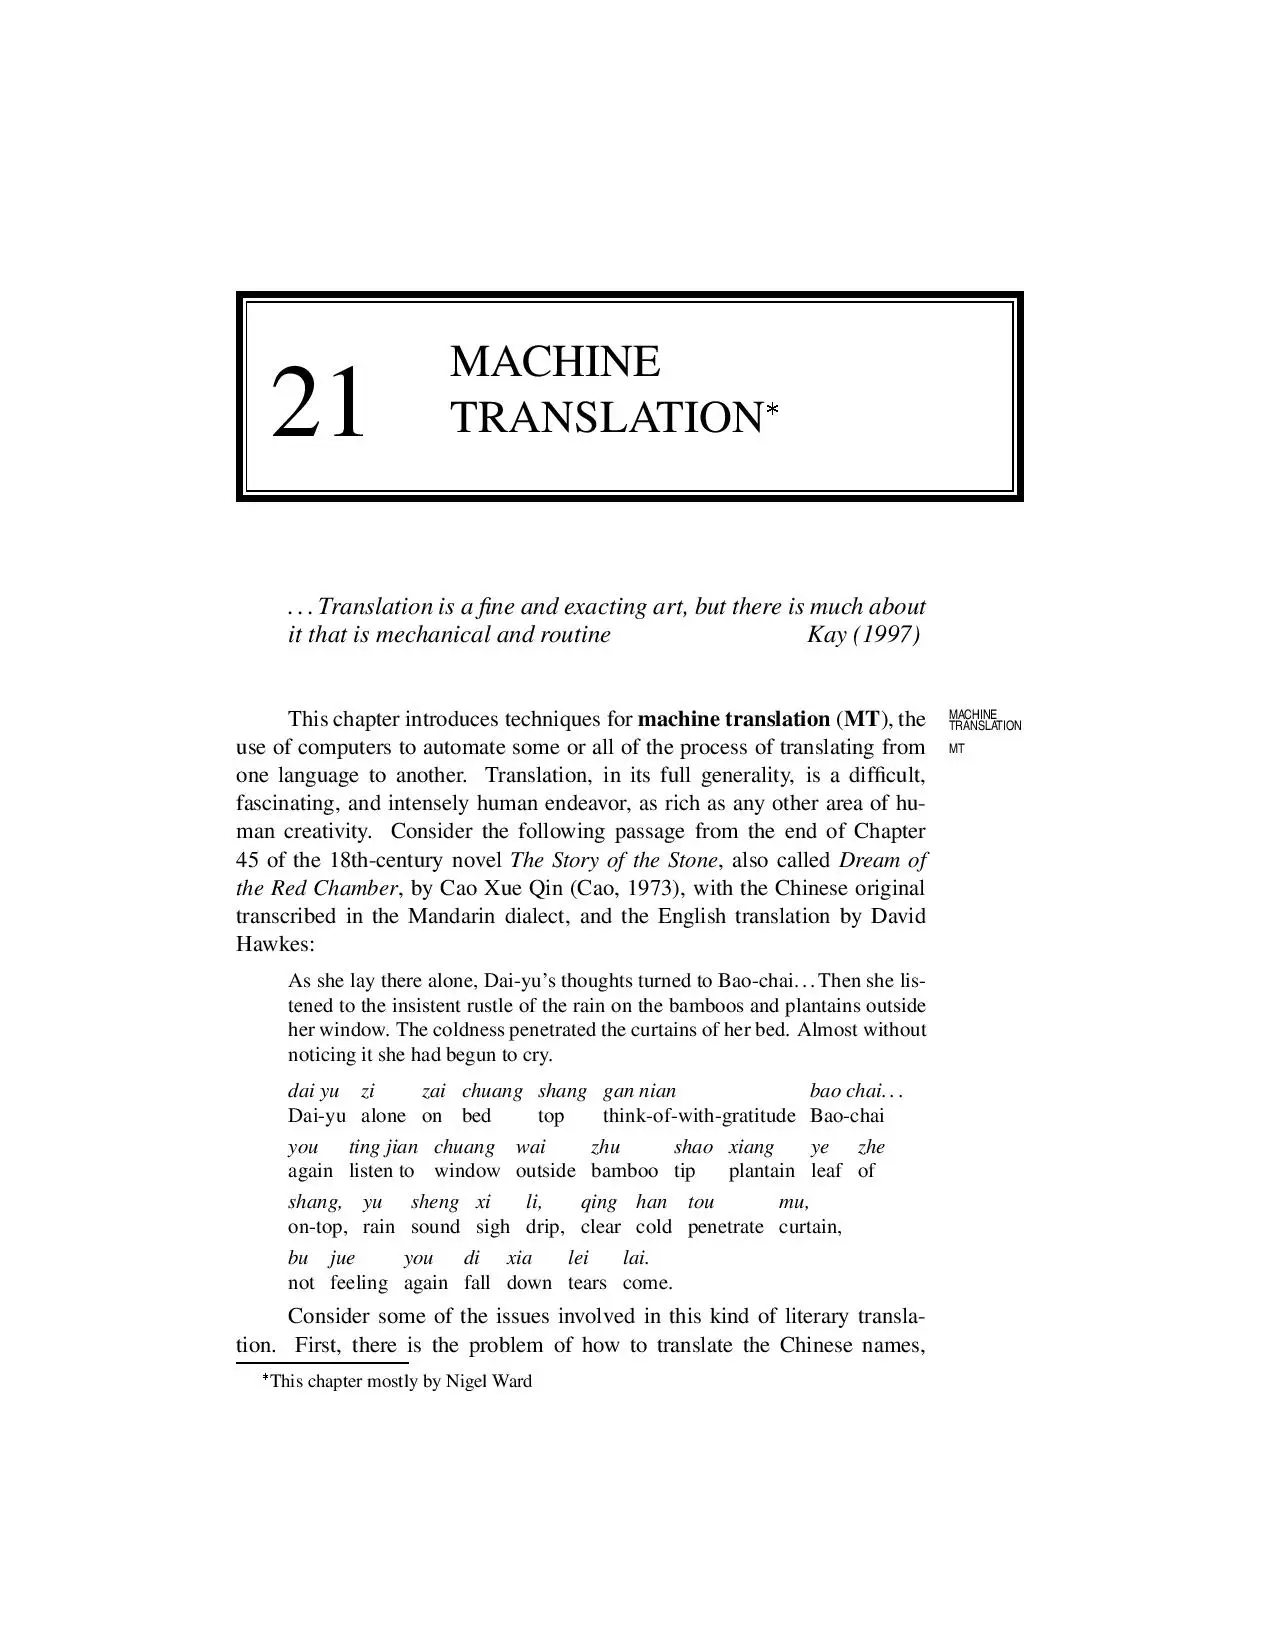 21
MACHINE
TRANSLATION*
. . . Translation is a fine and exacting art, but there is much about
it that is mechanical and routine Kay (1997)
This chapter introduces techniques for machine translation (MT), the
use of computers to automate some or all of the process of translating from
one language to another. Translation, in its full generality, is a difficult,
fascinating, and intensely human endeavor, as rich as any other area of hu-
man creativity. Consider the following passage from the end of Chapter
45 of the 18th-century novel The Story of the Stone, also called Dream of
the Red Chamber, by Cao Xue Qin (Cao, 1973), with the Chinese original
transcribed in the Mandarin dialect, and the English translation by David
Hawkes:
MACHINE
TRANSLATION
MT
As she lay there alone, Dai-yu's thoughts turned to Bao-chai. . . Then she lis-
tened to the insistent rustle of the rain on the bamboos and plantains outside
her window. The coldness penetrated the curtains of her bed. Almost without
noticing it she had begun to cry.
dai yu zi zai chuang shang gan nian bao chai. . .
Dai-yu alone on bed top think-of-with-gratitude Bao-chai
you ting jian chuang wai zhu shao xiang ye zhe
again listen to window outside bamboo tip plantain leaf of
shang, yu sheng xi li, qing han tou mu,
on-top, rain sound sigh drip, clear cold penetrate curtain,
bu jue you di xia lei lai.
not feeling again fall down tears come.
Consider some of the issues involved in this kind of literary transla-
tion. First, there is the problem of how to translate the Chinese names,
*This chapter mostly by Nigel Ward